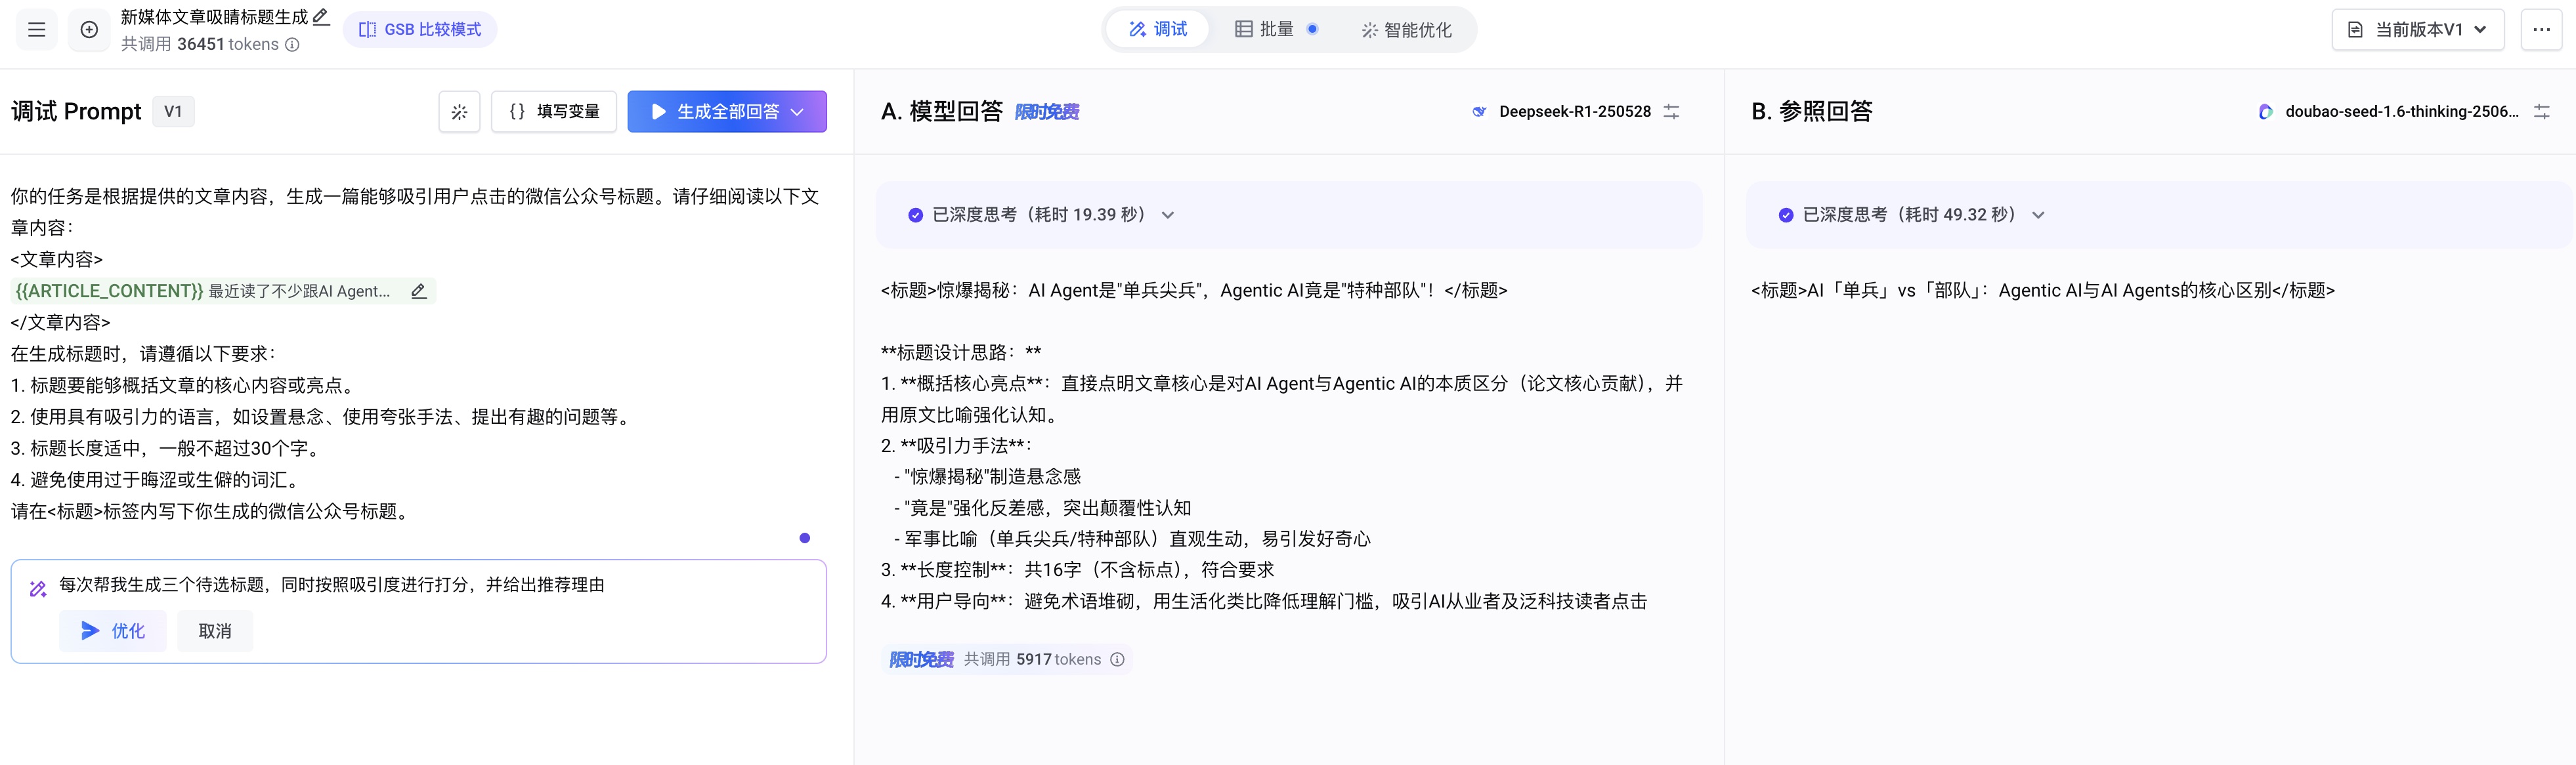 新媒体文章吸睛标题生成
共调用 36451 tokens
GSB 比较模式
调试
批量
智能优化
当前版本V1
调试 Prompt
V1
填写变量
生成全部回答
你的任务是根据提供的文章内容，生成一篇能够吸引用户点击的微信公众号标题。请仔细阅读以下文
章内容：
<文章内容>
{{ARTICLE_CONTENT}} 最近读了不少跟AI Agent...
</文章内容>
在生成标题时，请遵循以下要求：
1. 标题要能够概括文章的核心内容或亮点。
2. 使用具有吸引力的语言，如设置悬念、使用夸张手法、提出有趣的问题等。
3. 标题长度适中，一般不超过30个字。
4. 避免使用过于晦涩或生僻的词汇。
请在<标题>标签内写下你生成的微信公众号标题。
每次帮我生成三个待选标题，同时按照吸引度进行打分，并给出推荐理由
优化
取消
A. 模型回答
限时免费
Deepseek-R1-250528
已深度思考（耗时 19.39 秒）
<标题>惊爆揭秘：AI Agent是"单兵尖兵"，Agentic AI竟是"特种部队"！</标题>
**标题设计思路：**
1. **概括核心亮点**：直接点明文章核心是对AI Agent与Agentic AI的本质区分（论文核心贡献），并
用原文比喻强化认知。
2. **吸引力手法**：
- "惊爆揭秘"制造悬念感
- "竟是"强化反差感，突出颠覆性认知
- 军事比喻（单兵尖兵/特种部队）直观生动，易引发好奇心
3. **长度控制**：共16字（不含标点），符合要求
4. **用户导向**：避免术语堆砌，用生活化类比降低理解门槛，吸引AI从业者及泛科技读者点击
限时免费 共调用 5917 tokens
B. 参照回答
doubao-seed-1.6-thinking-2506...
已深度思考（耗时 49.32 秒）
<标题>AI「单兵」vs「部队」：Agentic AI与AI Agents的核心区别</标题>